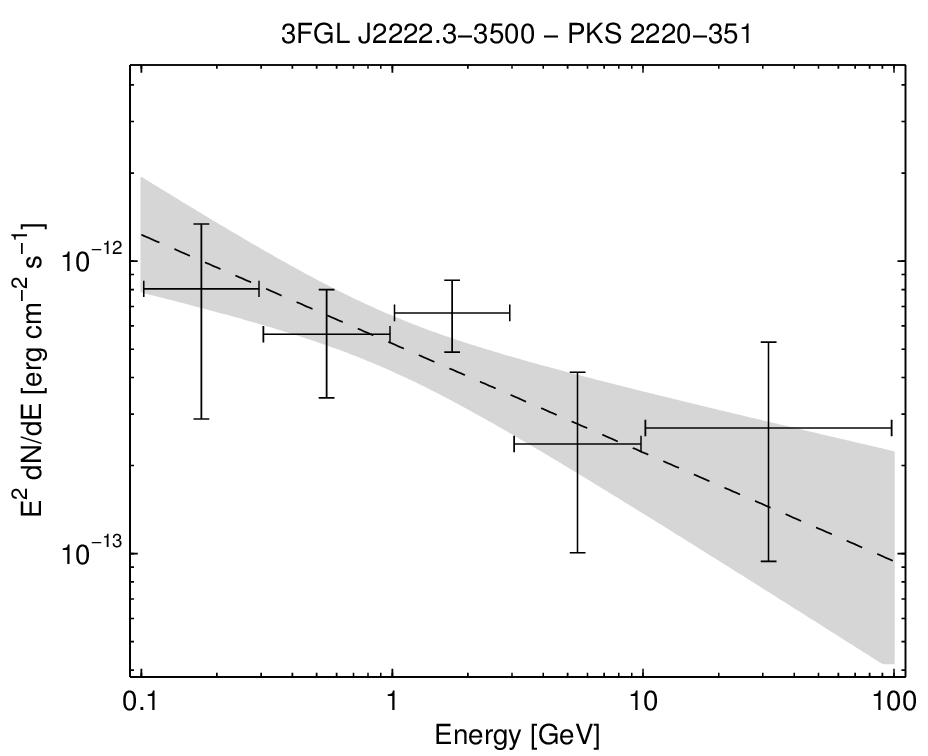 3FGL J2222.3−3500 − PKS 2220−351
E² dN/dE [erg cm⁻² s⁻¹]
10⁻¹²
10⁻¹³
0.1 1 10 100
Energy [GeV]